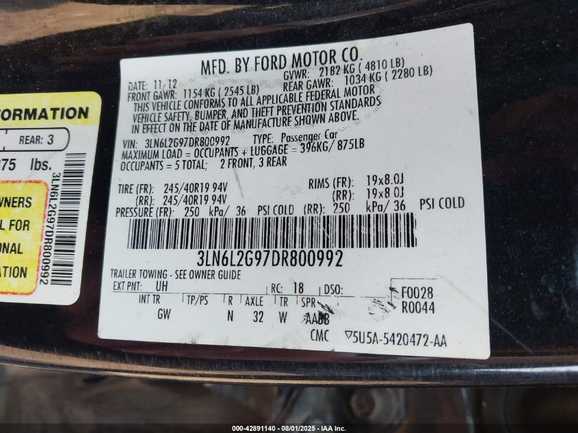 MFD. BY FORD MOTOR CO.
DATE: 11/12 GVWR: 2182 KG ( 4810 LB)
FRONT GAWR: 1154 KG ( 2545 LB) REAR GAWR: 1034 KG ( 2280 LB)
THIS VEHICLE CONFORMS TO ALL APPLICABLE FEDERAL MOTOR
VEHICLE SAFETY, BUMPER, AND THEFT PREVENTION STANDARDS
IN EFFECT ON THE DATE OF MANUFACTURE SHOWN ABOVE.
VIN: 3LN6L2G97DR800992 TYPE: Passenger Car
MAXIMUM LOAD = OCCUPANTS + LUGGAGE = 396KG/ 875LB
OCCUPANTS = 5 TOTAL; 2 FRONT, 3 REAR
TIRE (FR): 245/40R19 94V RIMS (FR): 19x8.0J
(RR): 245/40R19 94V (RR): 19x8.0J
PRESSURE (FR): 250 kPa/ 36 PSI COLD (RR): 250 kPa/ 36 PSI COLD
3LN6L2G97DR800992
TRAILER TOWING - SEE OWNER GUIDE
EXT PNT: UH RC: 18 DSO: F0028
INT TR TP/PS R AXLE TR SPR R0044
GW N 32 W
CMC 5U5A-5420472-AA
FORMATION
REAR: 3
875 lbs.
WNERS
FOR
ONAL
ATION
3LN6L2G97DR800992
000-42891140 - 08/01/2025 - IAA Inc.